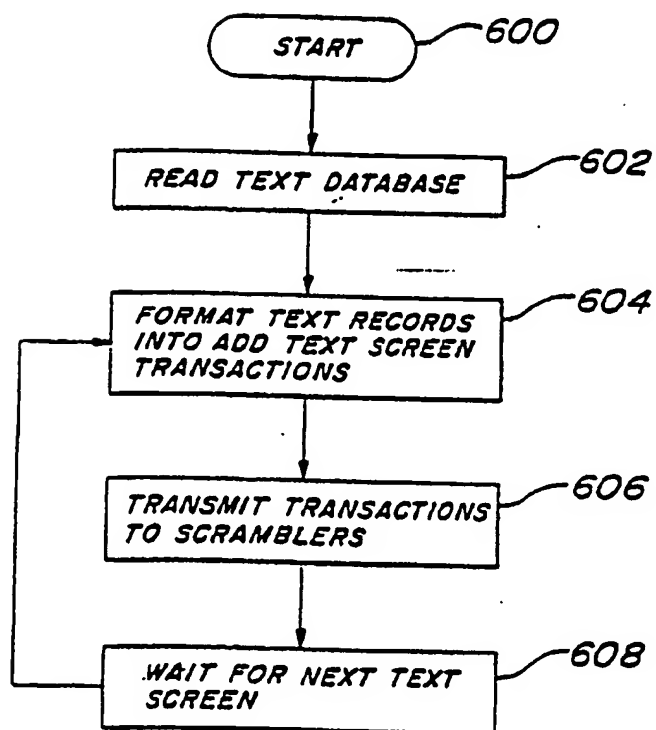 START
600
READ TEXT DATABASE
602
FORMAT TEXT RECORDS
INTO ADD TEXT SCREEN
TRANSACTIONS
604
TRANSMIT TRANSACTIONS
TO SCRAMBLERS
606
WAIT FOR NEXT TEXT
SCREEN
608